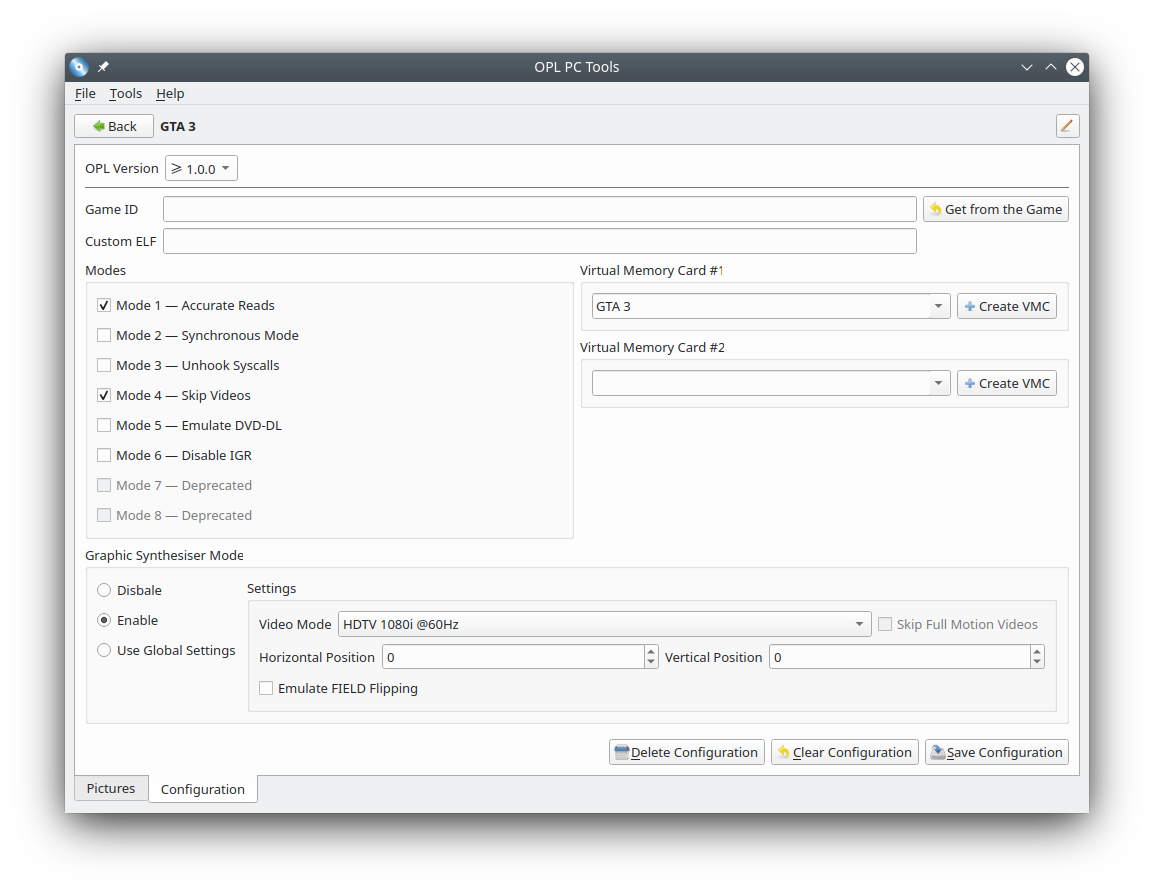 OPL PC Tools
File Tools Help
Back GTA 3
OPL Version ⩾ 1.0.0
Game ID Get from the Game
Custom ELF
Modes Virtual Memory Card #1
Mode 1 — Accurate Reads GTA 3 Create VMC
Mode 2 — Synchronous Mode
Virtual Memory Card #2
Mode 3 — Unhook Syscalls
Create VMC
Mode 4 — Skip Videos
Mode 5 — Emulate DVD-DL
Mode 6 — Disable IGR
Mode 7 — Deprecated
Mode 8 — Deprecated
Graphic Synthesiser Mode
Disbale Settings
Enable Video Mode HDTV 1080i @60Hz Skip Full Motion Videos
Use Global Settings Horizontal Position 0 Vertical Position 0
Emulate FIELD Flipping
Delete Configuration Clear Configuration Save Configuration
Pictures Configuration